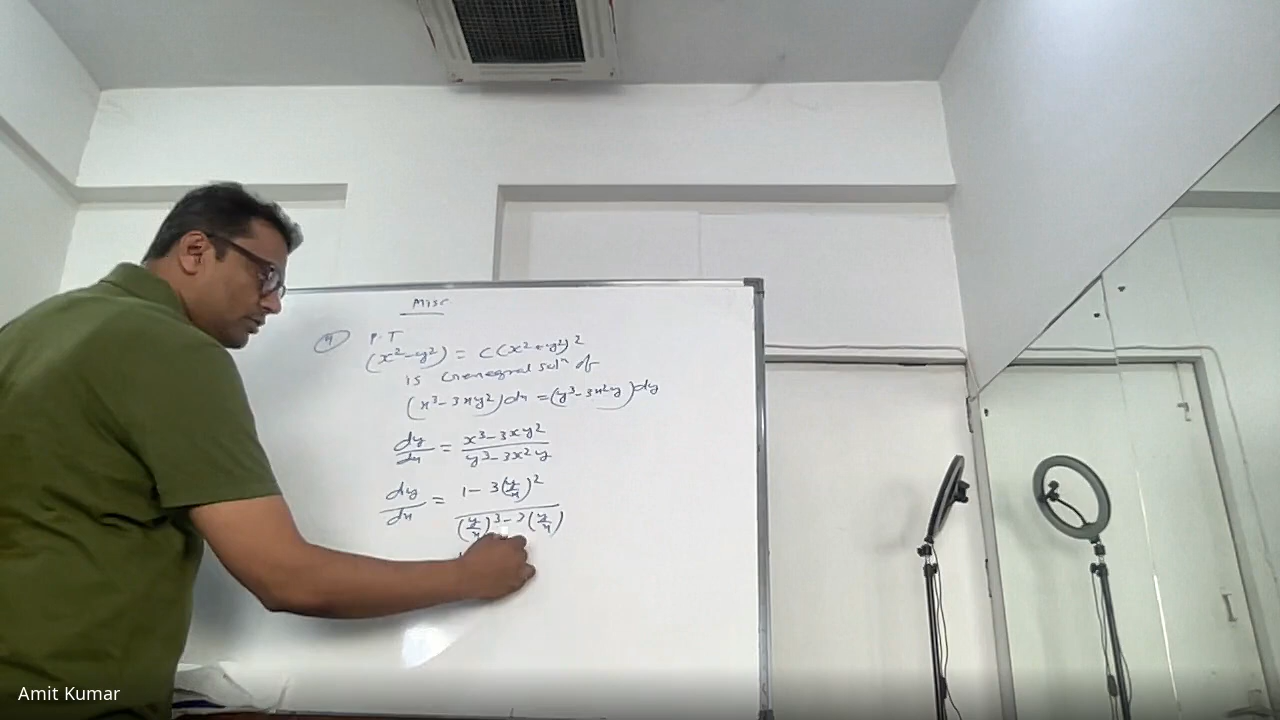 Misc
4 P.T
(x²-y²) = C(x²+y²)²
is General solⁿ of
(x³-3xy²)dx = (y³-3x²y)dy
dy/dx = x³-3xy² / y³-3x²y
dy/dx = 1-3(y/x)² / (y/x)³-3(y/x)
Amit Kumar